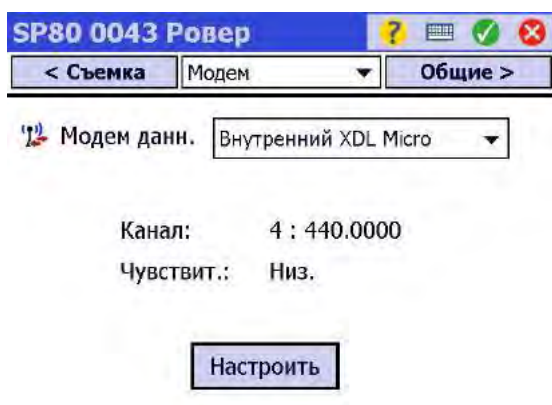 SP80 0043 Ровер ?
< Съемка Модем Общие >
Модем данн. Внутренний XDL Micro
Канал: 4 : 440.0000
Чувствит.: Низ.
Настроить